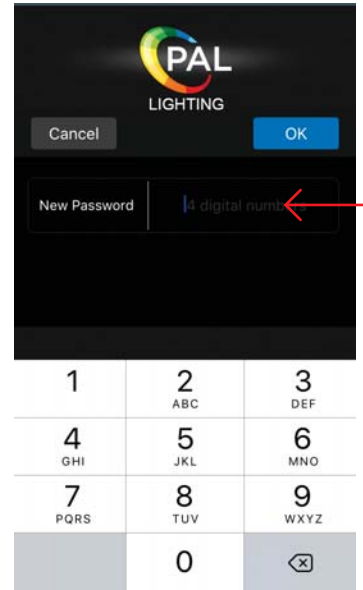 PAL
LIGHTING
Cancel
OK
New Password
4 digital numbers
1
2
ABC
3
DEF
4
GHI
5
JKL
6
MNO
7
PQRS
8
TUV
9
WXYZ
0